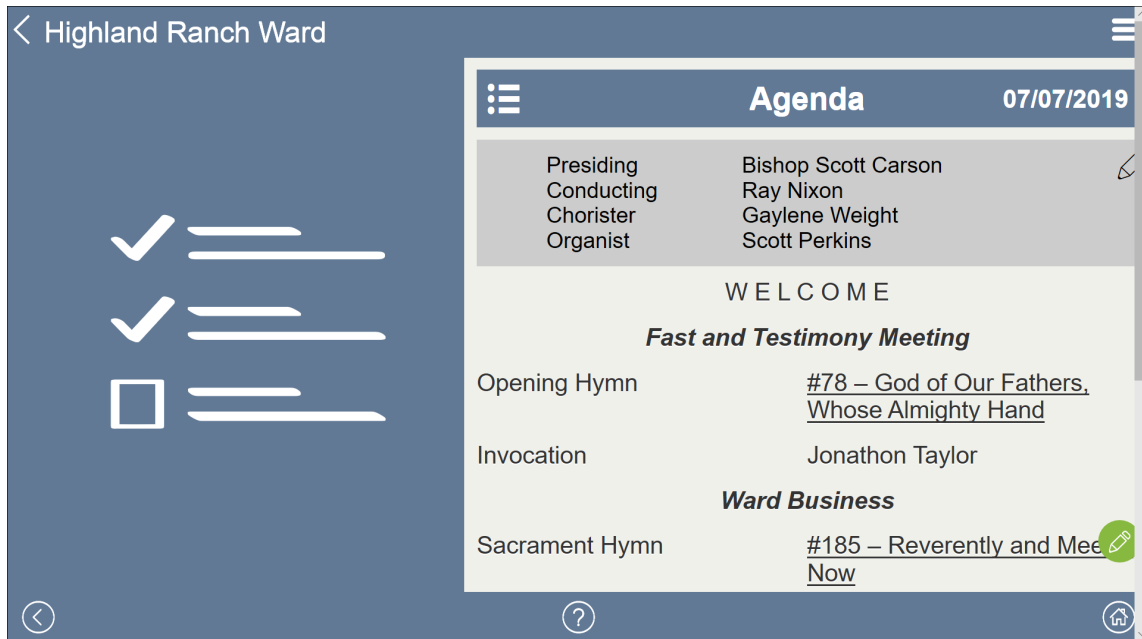 Highland Ranch Ward
Agenda 07/07/2019
Presiding Bishop Scott Carson
Conducting Ray Nixon
Chorister Gaylene Weight
Organist Scott Perkins
W E L C O M E
Fast and Testimony Meeting
Opening Hymn #78 – God of Our Fathers,
Whose Almighty Hand
Invocation Jonathon Taylor
Ward Business
Sacrament Hymn #185 – Reverently and
Now
?